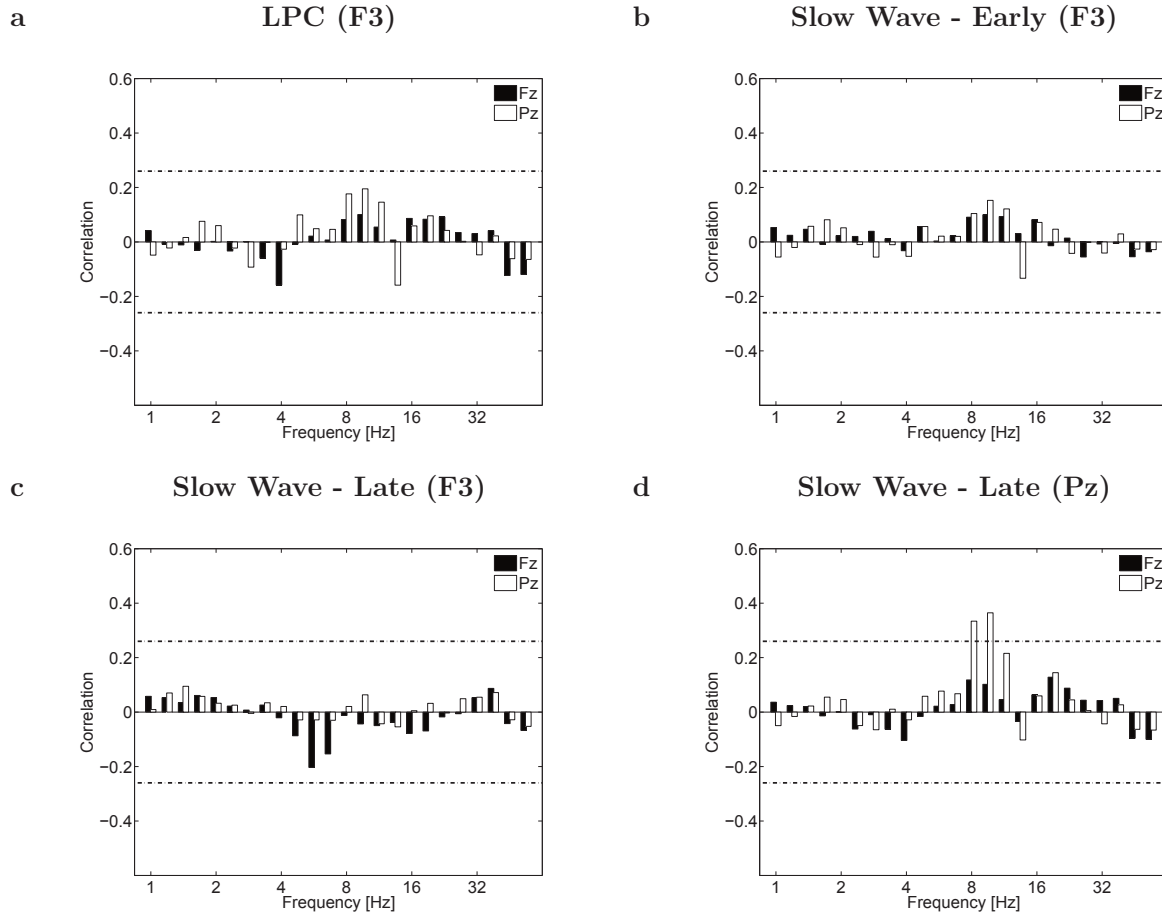 a
LPC (F3)
0.6
0.4
0.2
0
−0.2
−0.4
Correlation
Fz
Pz
1 2 4 8 16 32
Frequency [Hz]
b
Slow Wave - Early (F3)
0.6
0.4
0.2
0
−0.2
−0.4
Correlation
Fz
Pz
1 2 4 8 16 32
Frequency [Hz]
c
Slow Wave - Late (F3)
0.6
0.4
0.2
0
−0.2
−0.4
Correlation
Fz
Pz
1 2 4 8 16 32
Frequency [Hz]
d
Slow Wave - Late (Pz)
0.6
0.4
0.2
0
−0.2
−0.4
Correlation
Fz
Pz
1 2 4 8 16 32
Frequency [Hz]